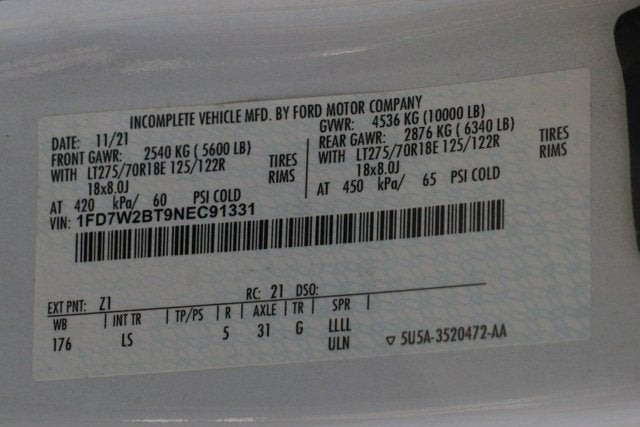 INCOMPLETE VEHICLE MFD. BY FORD MOTOR COMPANY
DATE: 11/21 GVWR: 4536 KG (10000 LB)
FRONT GAWR: 2540 KG ( 5600 LB) REAR GAWR: 2876 KG ( 6340 LB)
WITH LT275/70R18E 125/122R TIRES WITH LT275/70R18E 125/122R TIRES
18x8.0J RIMS 18x8.0J RIMS
AT 420 kPa/ 60 PSI COLD AT 450 kPa/ 65 PSI COLD
VIN: 1FD7W2BT9NEC91331
EXT PNT: Z1 RC: 21 DSO:
WB INT TR TP/PS R AXLE TR SPR
176 LS 5 31 G LLLL
ULN ▽ 5U5A-3520472-AA